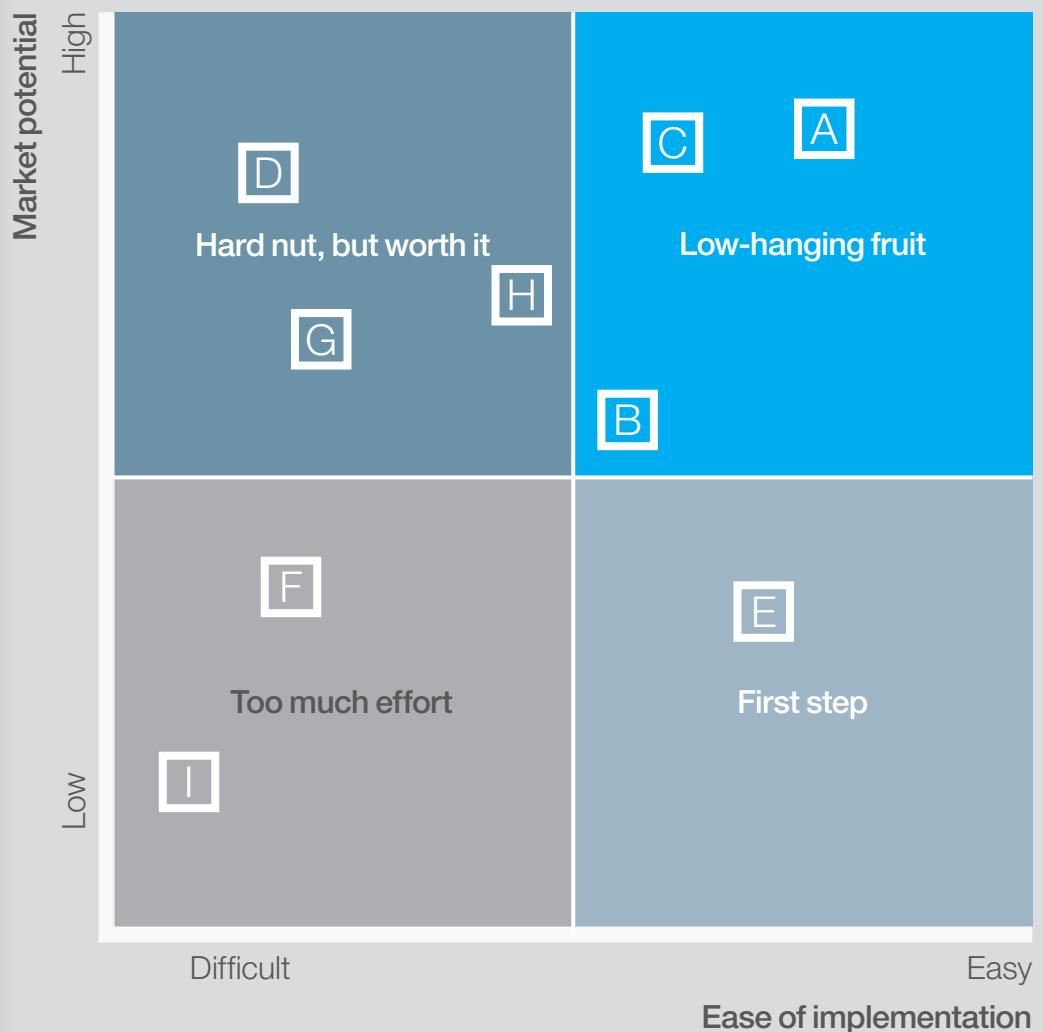 Market potential
High
Low
C
A
D
Hard nut, but worth it
Low-hanging fruit
H
G
B
F
E
Too much effort
First step
I
Difficult
Easy
Ease of implementation